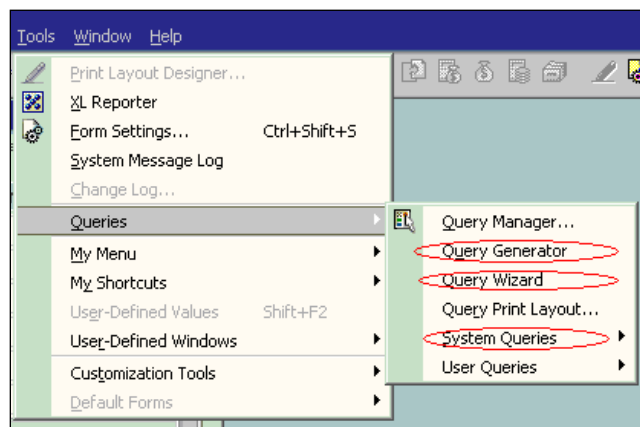 Tools Window Help
Print Layout Designer...
XL Reporter
Form Settings... Ctrl+Shift+S
System Message Log
Change Log...
Queries
My Menu
My Shortcuts
User-Defined Values Shift+F2
User-Defined Windows
Customization Tools
Default Forms
Query Manager...
Query Generator
Query Wizard
Query Print Layout...
System Queries
User Queries